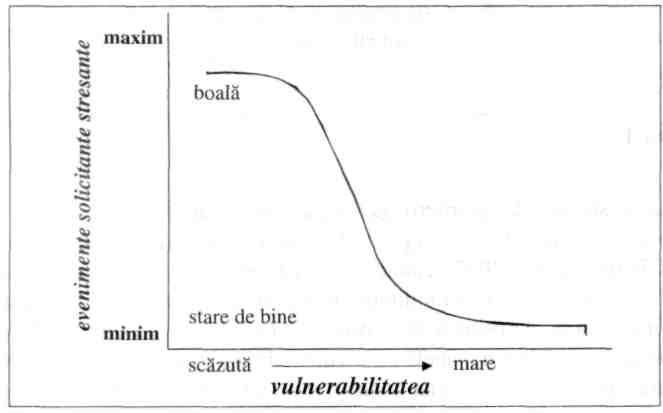 evenimente solicitante stresante
maxim
boală
stare de bine
minim
scăzută
mare
vulnerabilitatea